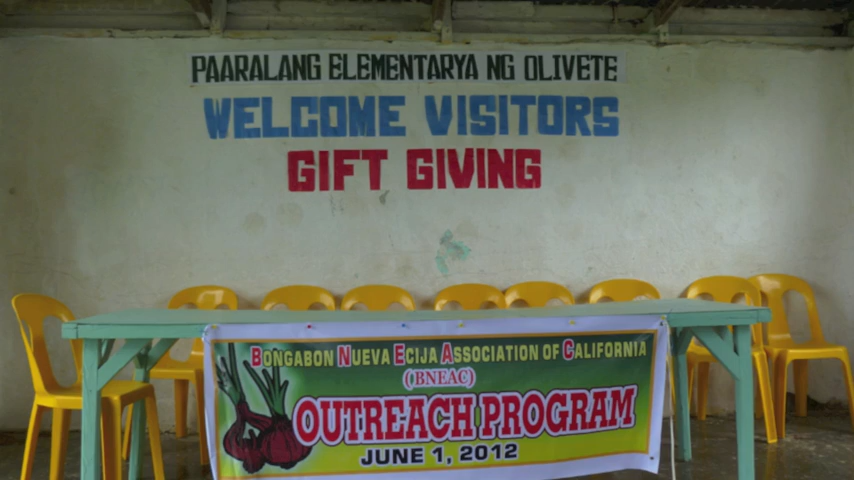 PAARALANG ELEMENTARYA NG OLIVETE
WELCOME VISITORS
GIFT GIVING
BONGABON NUEVA ECIJA ASSOCIATION OF CALIFORNIA
(BNEAC)
OUTREACH PROGRAM
JUNE 1, 2012